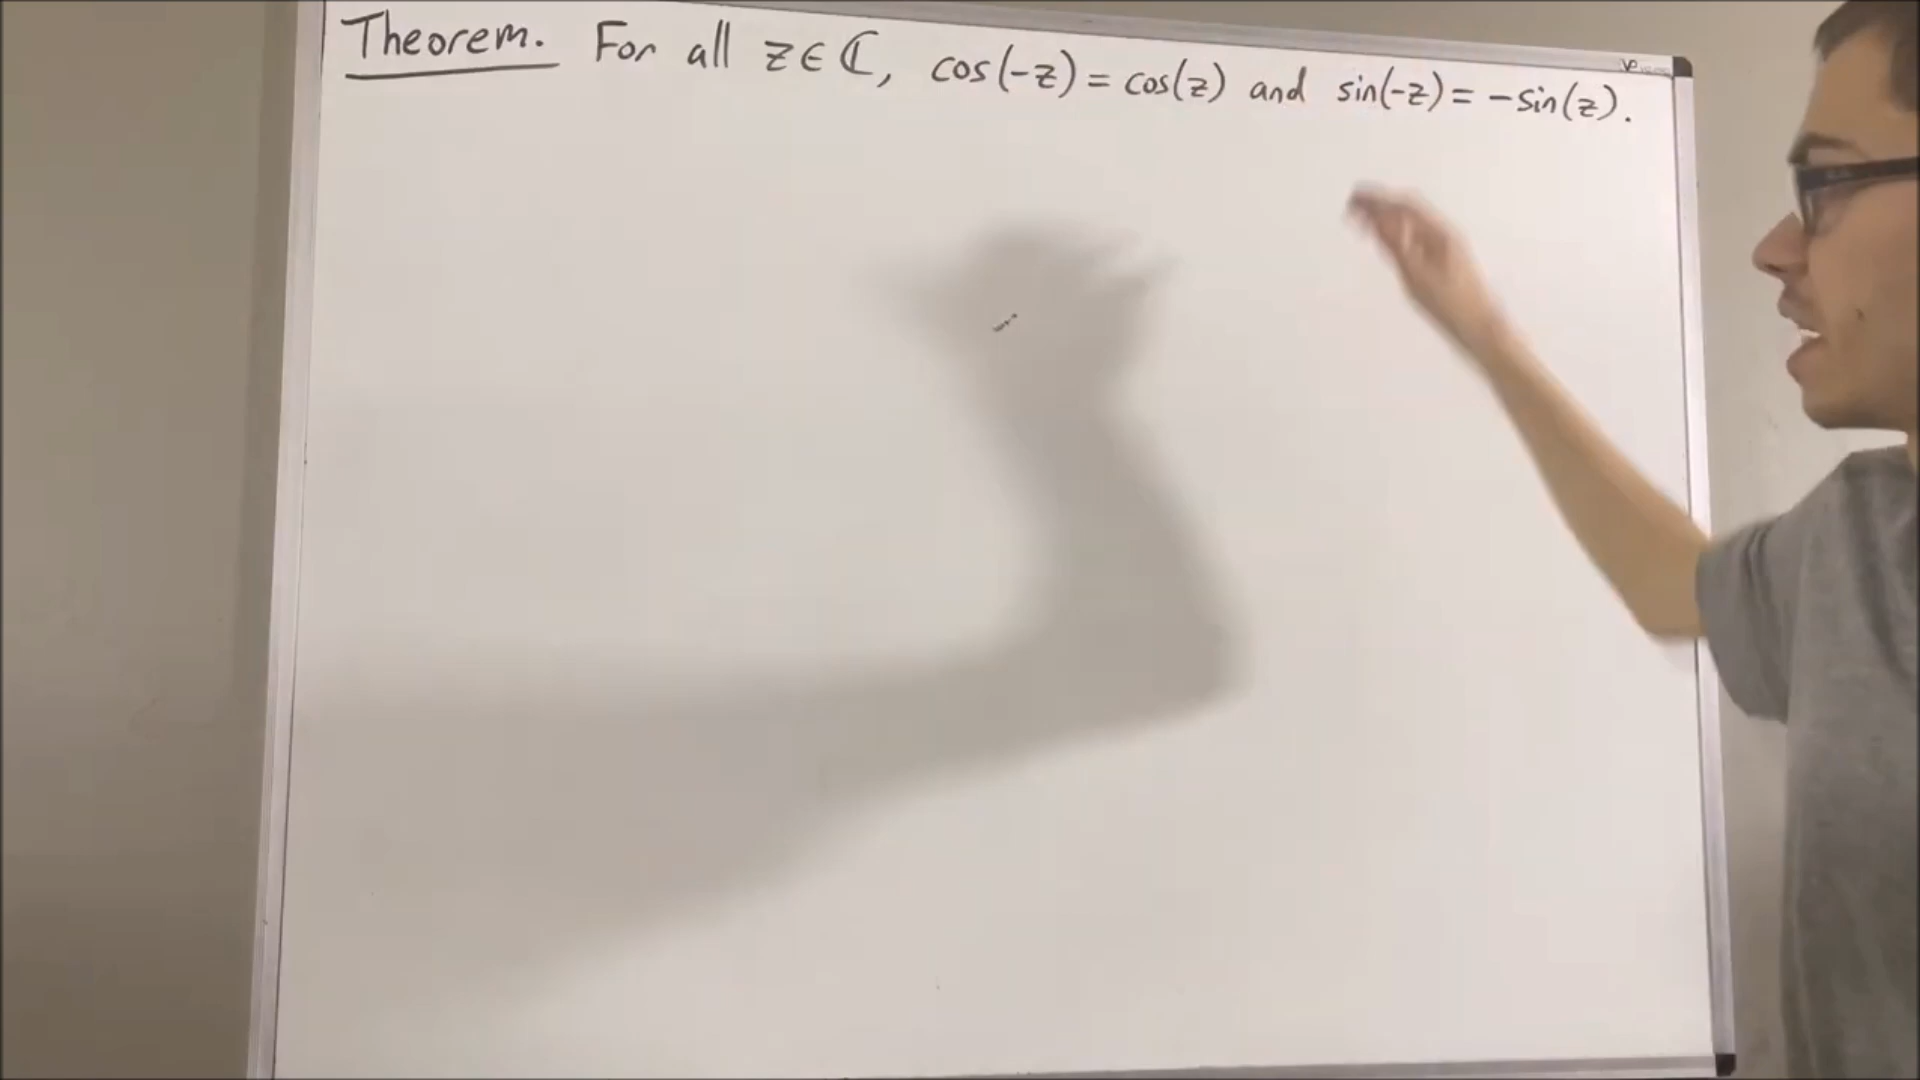 Theorem. For all z∈ℂ, cos(-z) = cos(z) and sin(-z) = -sin(z).